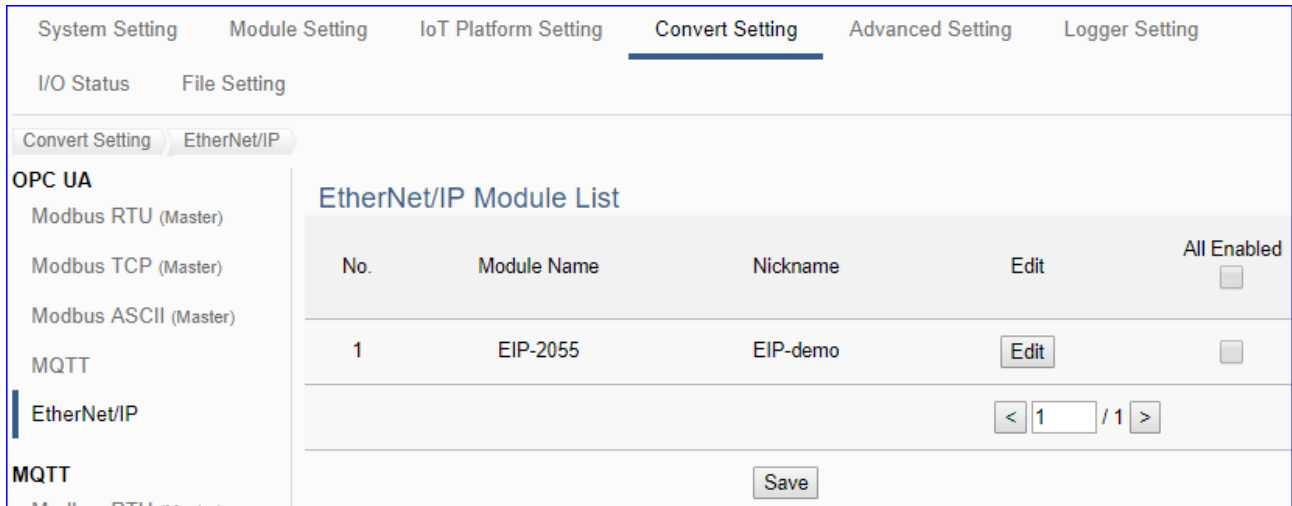 System Setting Module Setting IoT Platform Setting Convert Setting Advanced Setting Logger Setting
I/O Status File Setting
Convert Setting EtherNet/IP
OPC UA
Modbus RTU (Master)
Modbus TCP (Master)
Modbus ASCII (Master)
MQTT
EtherNet/IP
MQTT
EtherNet/IP Module List
No. Module Name Nickname Edit All Enabled
1 EIP-2055 EIP-demo Edit
< 1 / 1 >
Save